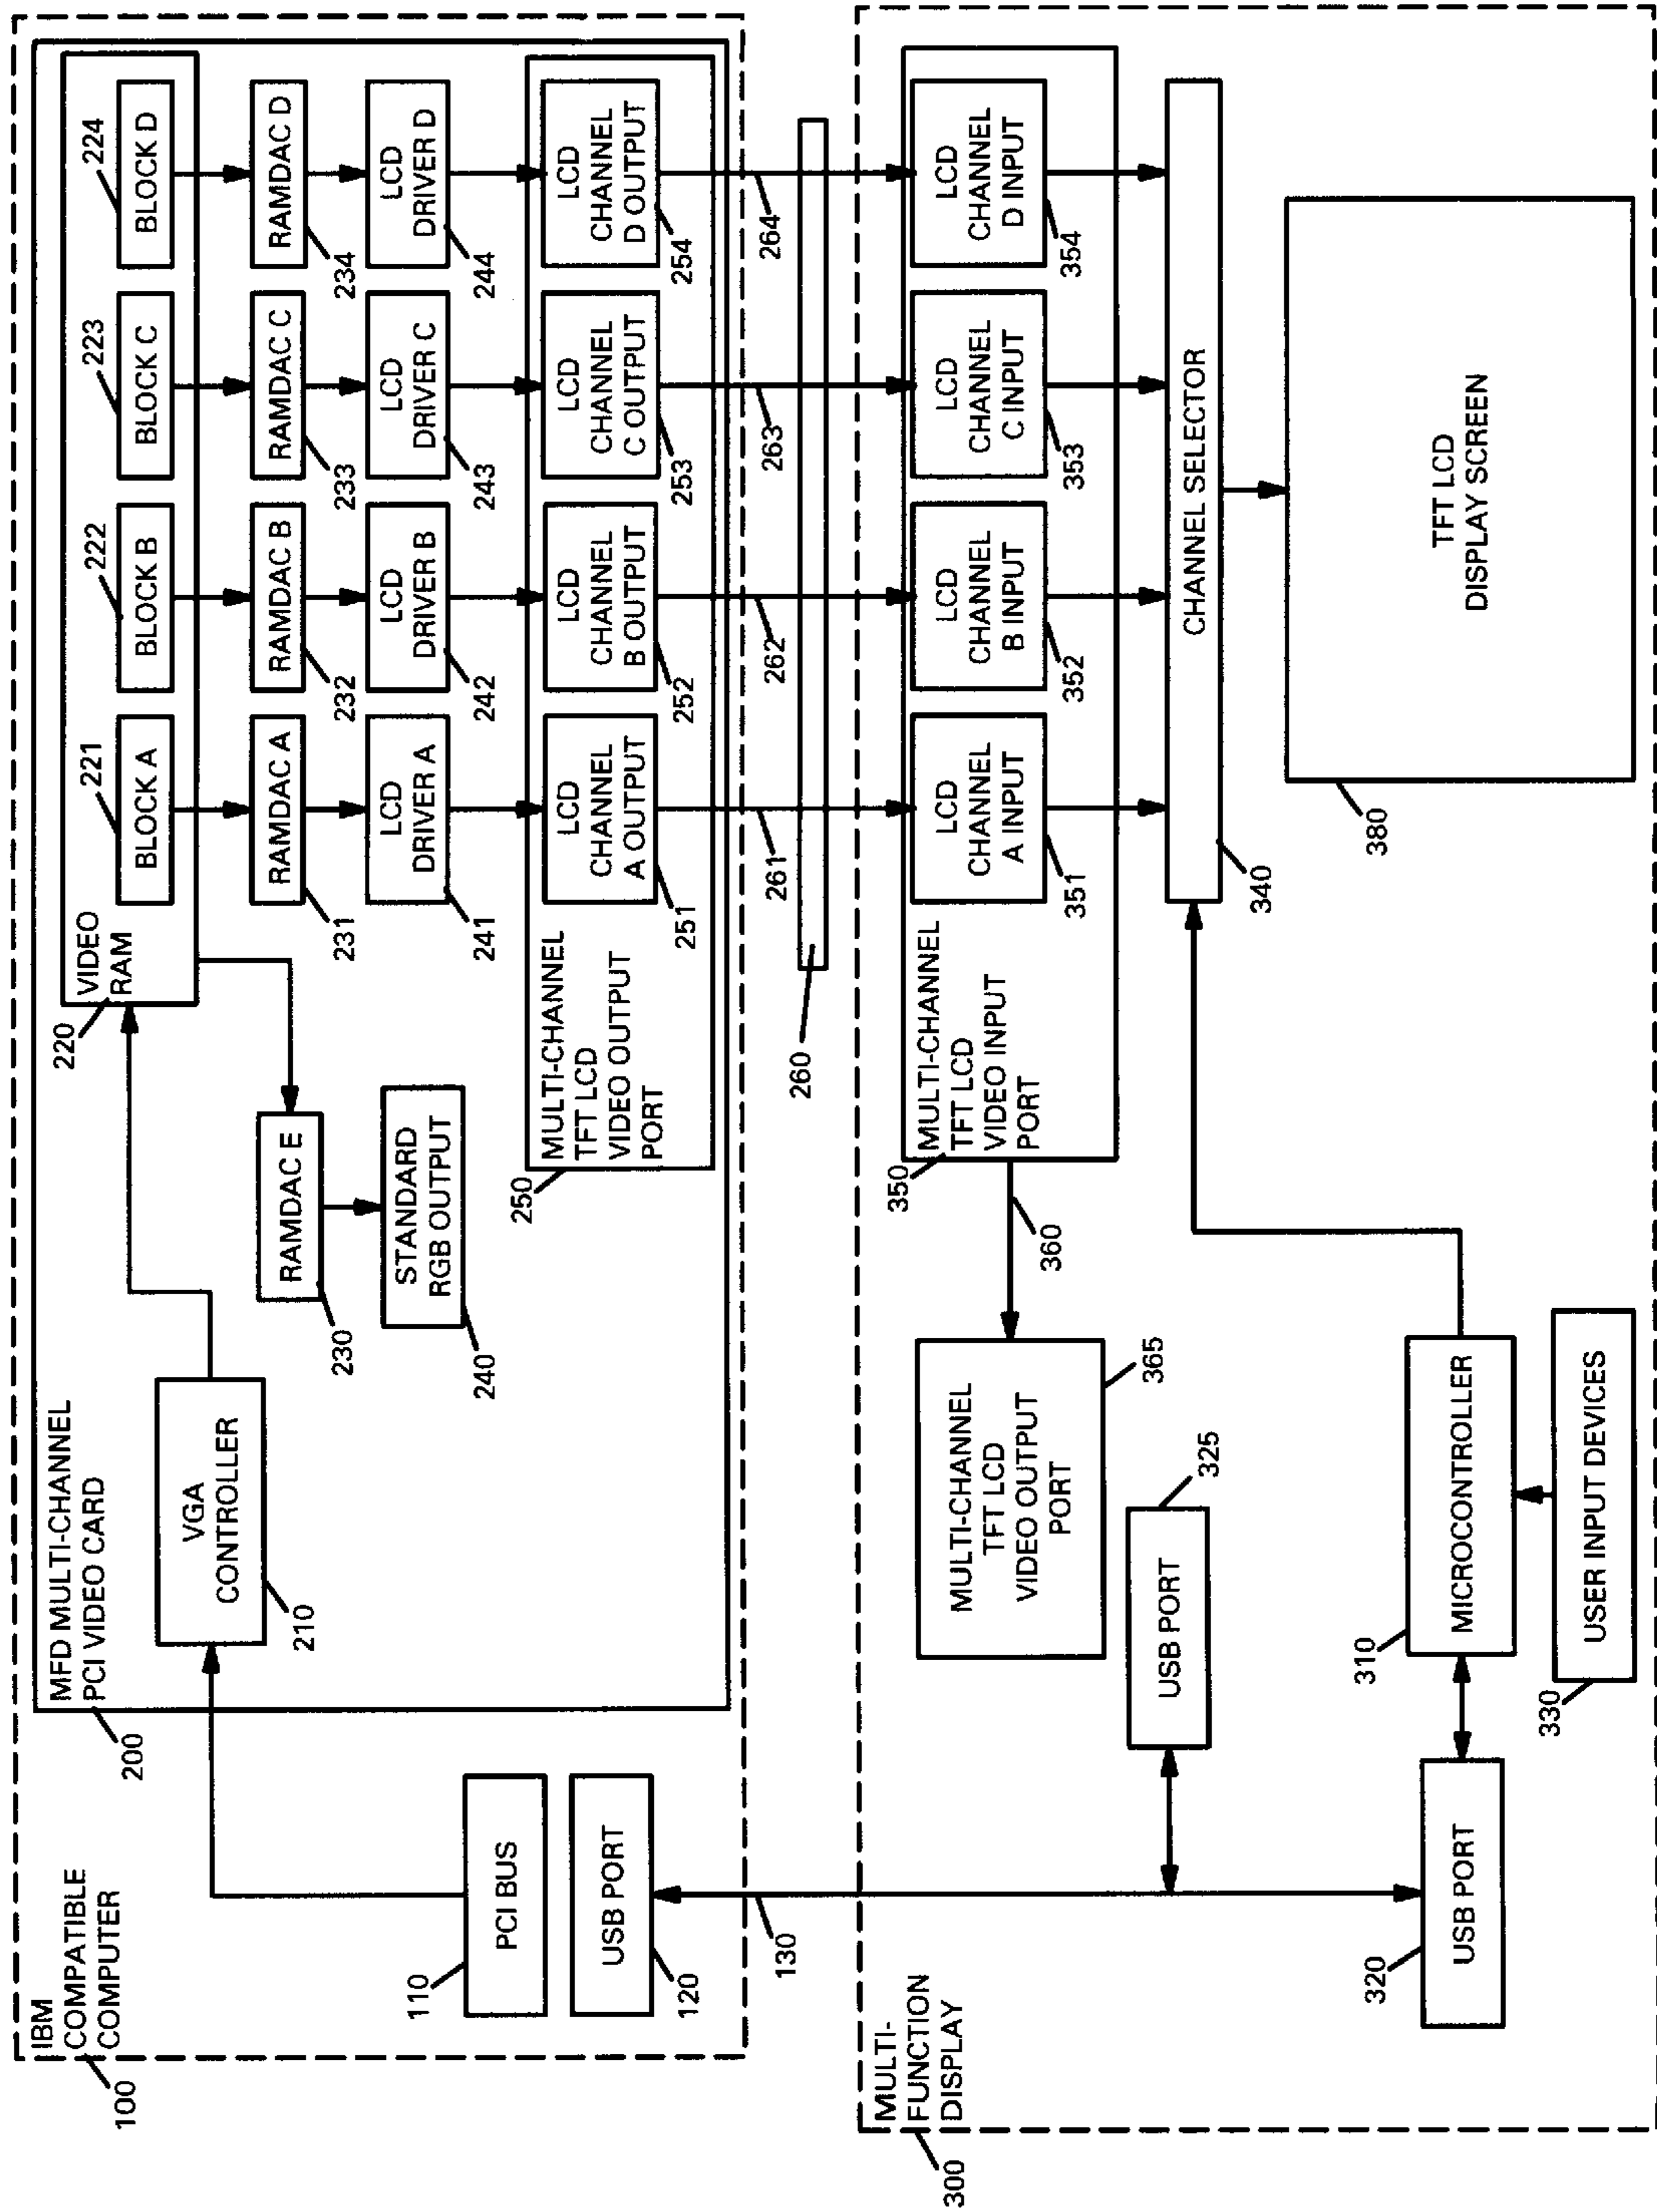 IBM
COMPATIBLE
COMPUTER
100
MFD MULTI-CHANNEL
PCI VIDEO CARD
200
PCI BUS
110
USB PORT
120
130
VGA
CONTROLLER
210
VIDEO
RAM
220
BLOCK A
221
BLOCK B
222
BLOCK C
223
BLOCK D
224
RAMDAC E
230
STANDARD
RGB OUTPUT
240
RAMDAC A
231
RAMDAC B
232
RAMDAC C
233
RAMDAC D
234
LCD
DRIVER A
241
LCD
DRIVER B
242
LCD
DRIVER C
243
LCD
DRIVER D
244
MULTI-CHANNEL
TFT LCD
VIDEO OUTPUT
PORT
250
LCD
CHANNEL
A OUTPUT
251
LCD
CHANNEL
B OUTPUT
252
LCD
CHANNEL
C OUTPUT
253
LCD
CHANNEL
D OUTPUT
254
260
261
262
263
264
MULTI-
FUNCTION
DISPLAY
300
MULTI-CHANNEL
TFT LCD
VIDEO INPUT
PORT
350
LCD
CHANNEL
A INPUT
351
LCD
CHANNEL
B INPUT
352
LCD
CHANNEL
C INPUT
353
LCD
CHANNEL
D INPUT
354
360
MULTI-CHANNEL
TFT LCD
VIDEO OUTPUT
PORT
365
USB PORT
325
CHANNEL SELECTOR
340
USB PORT
320
MICROCONTROLLER
310
USER INPUT DEVICES
330
TFT LCD
DISPLAY SCREEN
380